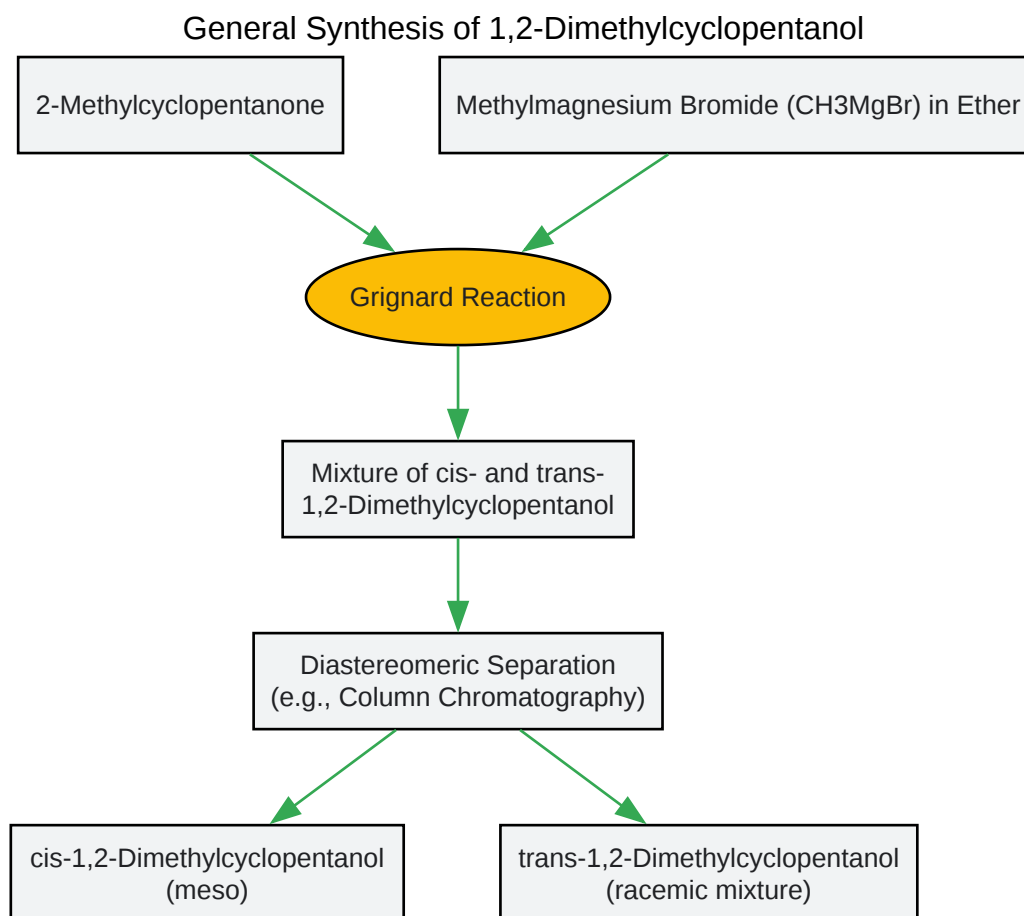 General Synthesis of 1,2-Dimethylcyclopentanol
2-Methylcyclopentanone
Methylmagnesium Bromide (CH3MgBr) in Ether
Grignard Reaction
Mixture of cis- and trans-
1,2-Dimethylcyclopentanol
Diastereomeric Separation
(e.g., Column Chromatography)
cis-1,2-Dimethylcyclopentanol
(meso)
trans-1,2-Dimethylcyclopentanol
(racemic mixture)